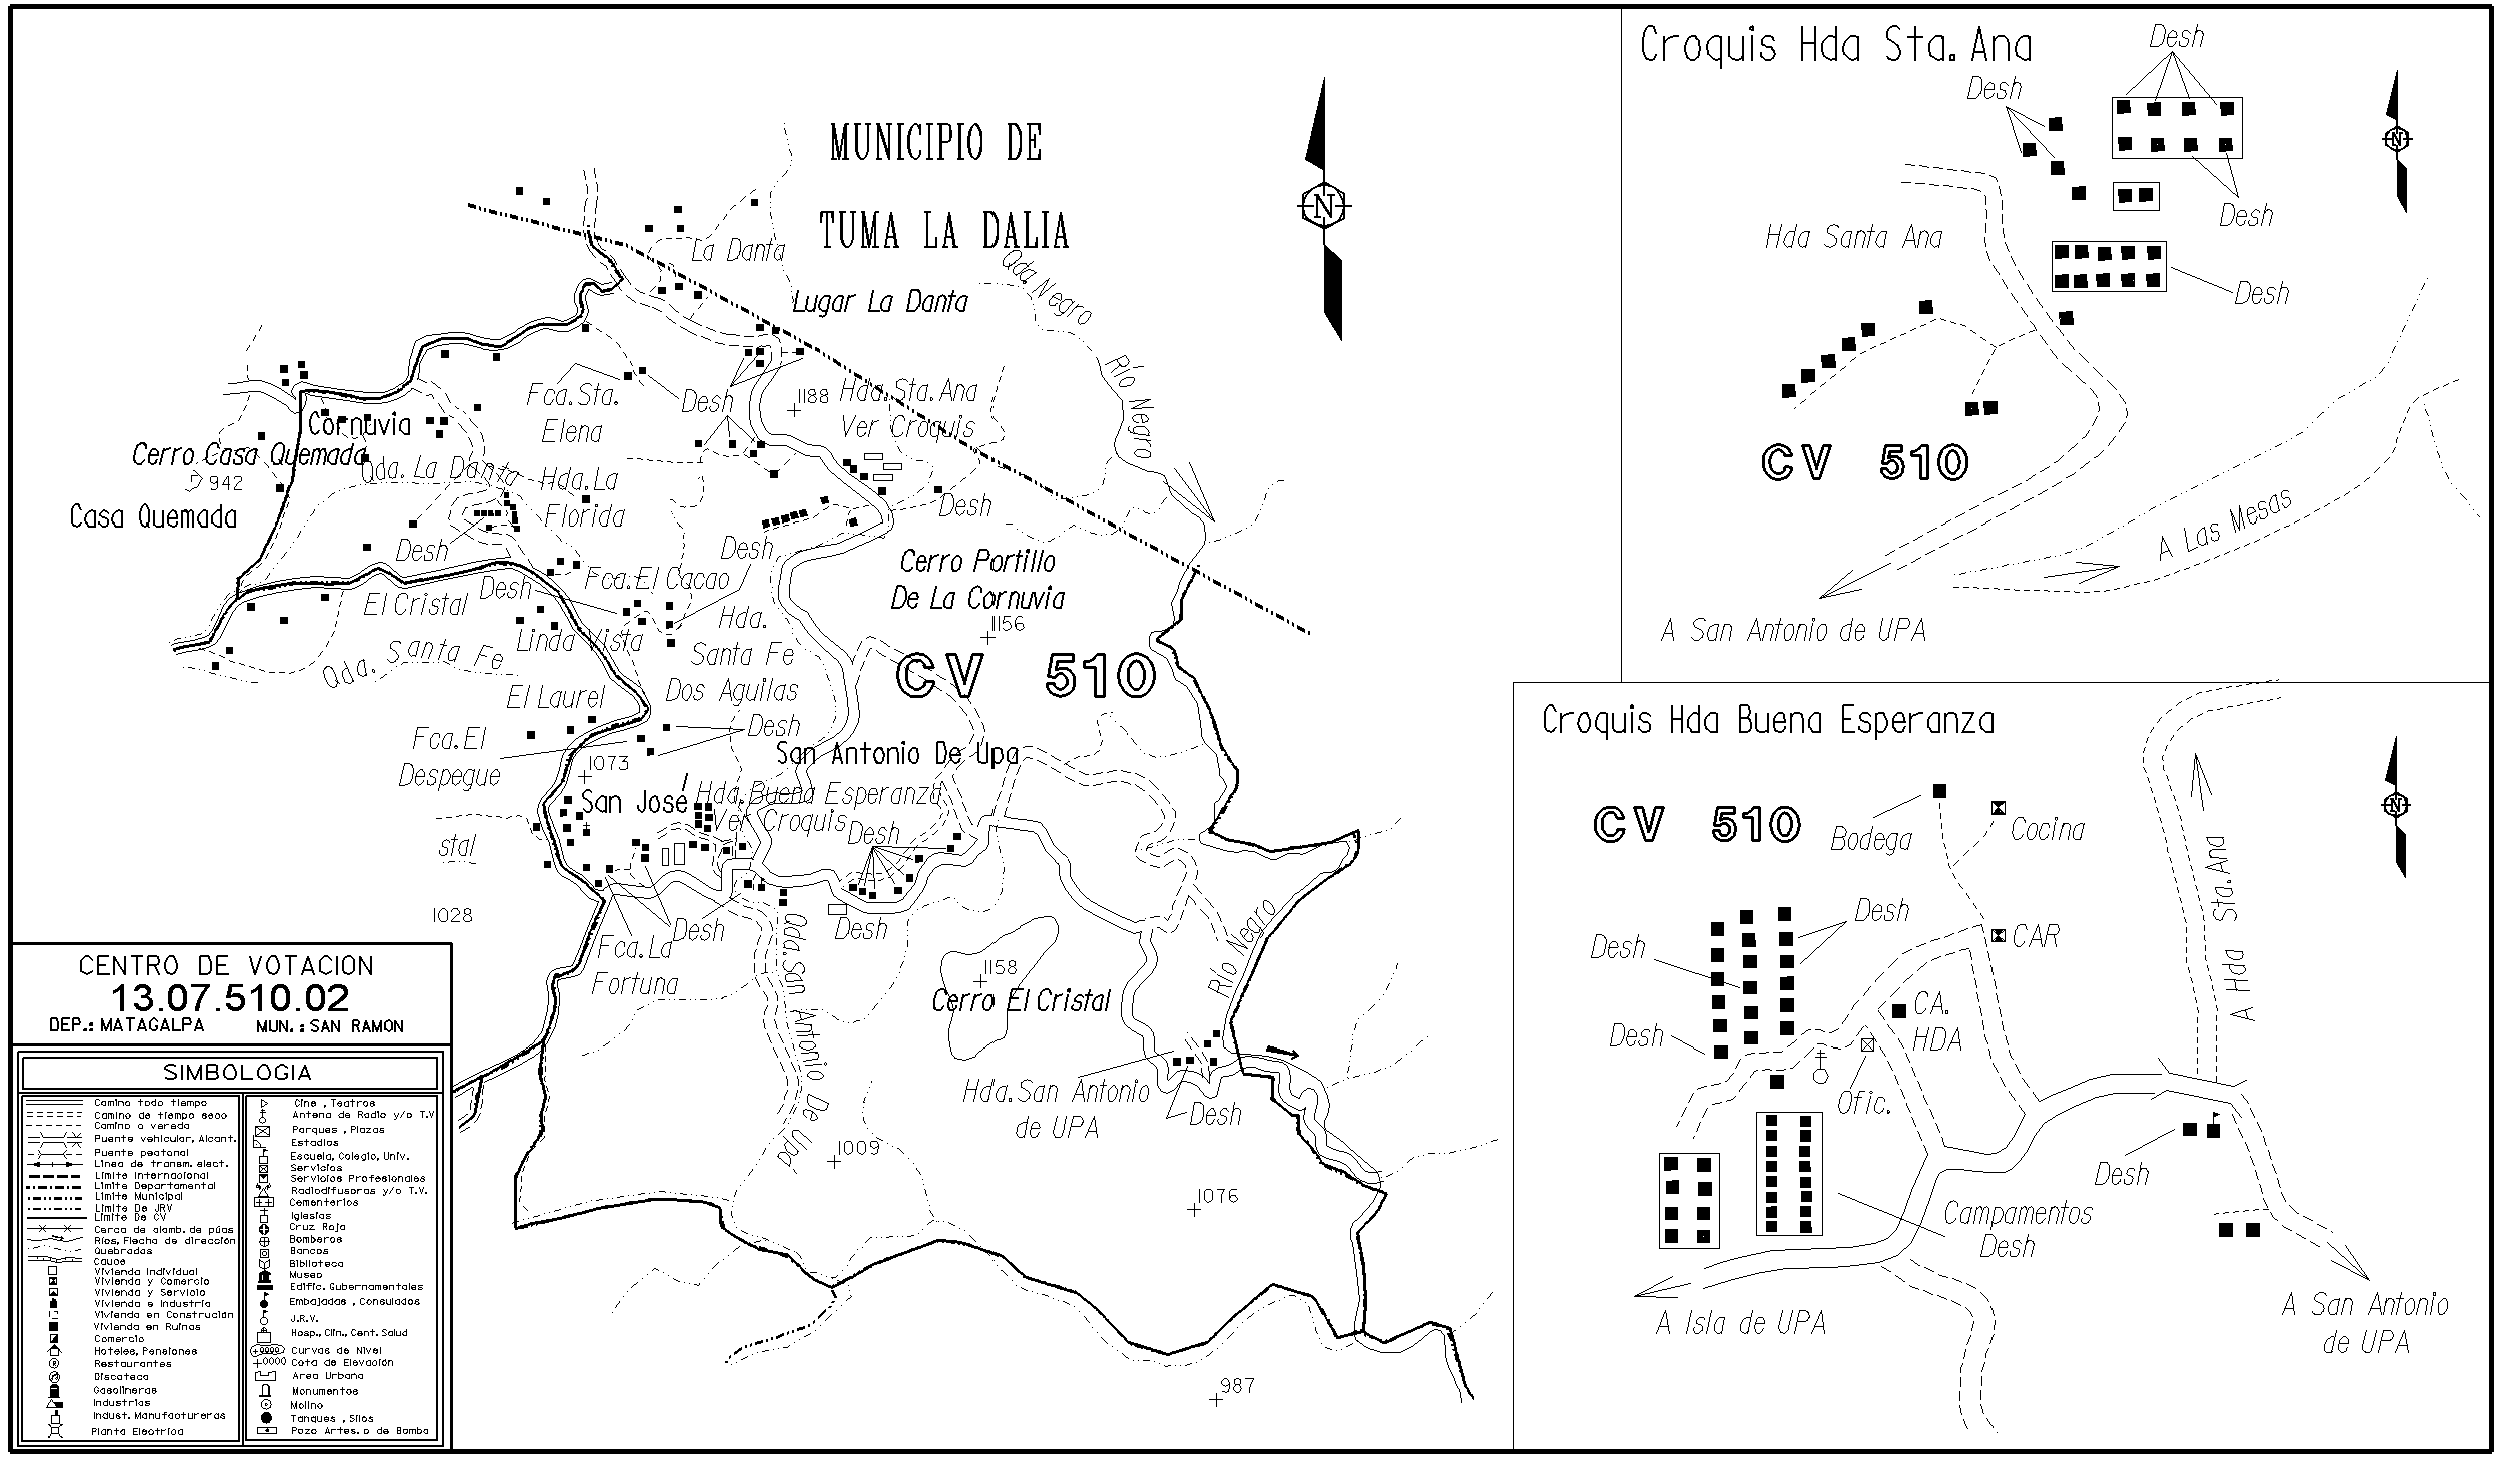 MUNICIPIO DE
TUMA LA DALIA
N
La Danta
Lugar La Danta
Qda. Negro
Río Negro
Fca. Sta.
Elena
Desh
1188
Hda. Sta. Ana
Ver Croquis
Cornuvia
Cerro Casa Quemada
942
Qda. La Danta
Hda. La
Florida
Casa Quemada
Desh
Desh
Desh
Cerro Portillo
De La Cornuvia
1156
Fca. El Cacao
El Cristal
Desh
Hda.
Santa Fe
Linda Vista
Qda. Santa Fe
CV 510
El Laurel
Dos Aguilas
Desh
Fca. El
Despegue
1073
San Antonio De Upa
San José
Hda. Buena Esperanza
Ver Croquis
Desh
stal
1028
Desh
Desh
Fca. La
Fortuna
Qda. San Antonio De Upa
1158
Cerro El Cristal
Río Negro
Hda. San Antonio
de UPA
Desh
1009
1076
987
CENTRO DE VOTACION
13.07.510.02
DEP.: MATAGALPA MUN.: SAN RAMON
SIMBOLOGIA
Camino todo tiempo
Camino de tiempo seco
Camino o vereda
Puente vehicular, Alcant.
Puente peatonal
Linea de transm. elect.
Limite Internacional
Limite Departamental
Limite Municipal
Limite De JRV
Limite De CV
Cerca de alamb. de púas
Ríos, Flecha de dirección
Quebradas
Cauce
Vivienda Individual
Vivienda y Comercio
Vivienda y Servicio
Vivienda e Industria
Vivienda en Construción
Vivienda en Ruinas
Comercio
Hoteles, Pensiones
Restaurantes
Discoteca
Gasolineras
Industrias
Indust. Manufactureras
Planta Electrica
Cine, Teatros
Antena de Radio y/o T.V
Parques, Plazas
Estadios
Escuela, Colegio, Univ.
Servicios
Servicios Profesionales
Radiodifusoras y/o T.V.
Cementerios
Iglesias
Cruz Roja
Bomberos
Bancos
Biblioteca
Museo
Edific. Gubernamentales
Embajadas, Consulados
J.R.V.
Hosp., Clin., Cent. Salud
Curvas de Nivel
Cota de Elevación
Area Urbana
Monumentos
Molino
Tanques, Silos
Pozo Artes. o de Bomba
Croquis Hda Sta. Ana
Desh
Desh
N
Desh
Hda Santa Ana
Desh
CV 510
A Las Mesas
A San Antonio de UPA
Croquis Hda Buena Esperanza
N
CV 510
Bodega
Cocina
Desh
Desh
CAR
A Hda Sta. Ana
CA.
HDA
Desh
Ofic.
Desh
Campamentos
Desh
A Isla de UPA
A San Antonio
de UPA